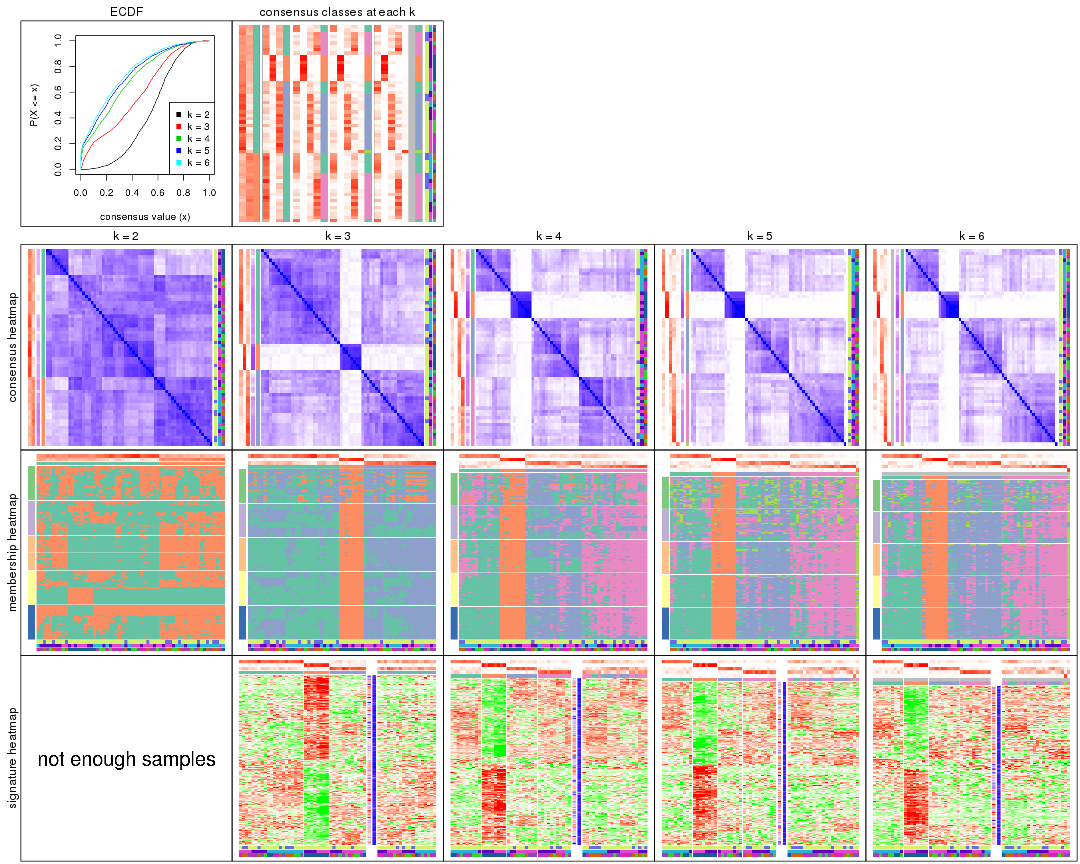 ECDF
consensus classes at each k
P(X <= x)
0.0 0.2 0.4 0.6 0.8 1.0
k = 2
k = 3
k = 4
k = 5
k = 6
0.0 0.2 0.4 0.6 0.8 1.0
consensus value (x)
k = 2
k = 3
k = 4
k = 5
k = 6
consensus heatmap
membership heatmap
signature heatmap
not enough samples